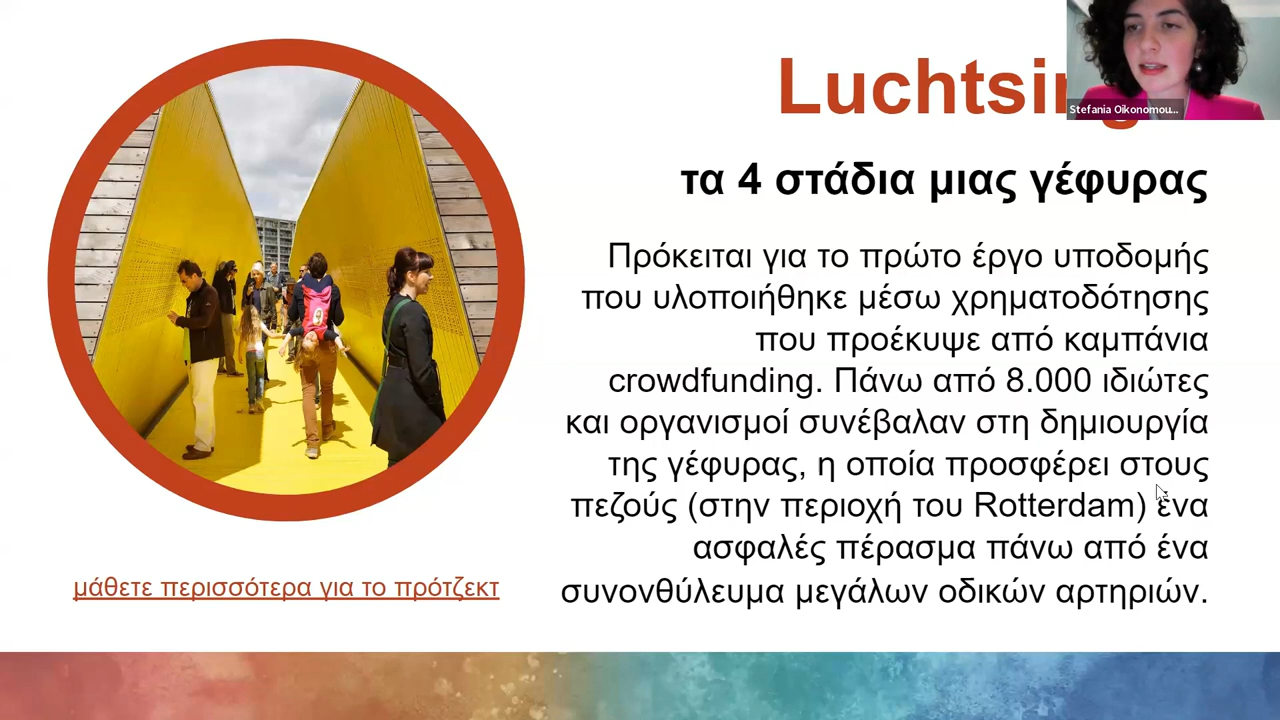 Luchtsing
Stefania Oikonomou...
τα 4 στάδια μιας γέφυρας
Πρόκειται για το πρώτο έργο υποδομής
που υλοποιήθηκε μέσω χρηματοδότησης
που προέκυψε από καμπάνια
crowdfunding. Πάνω από 8.000 ιδιώτες
και οργανισμοί συνέβαλαν στη δημιουργία
της γέφυρας, η οποία προσφέρει στους
πεζούς (στην περιοχή του Rotterdam) ένα
ασφαλές πέρασμα πάνω από ένα
συνονθύλευμα μεγάλων οδικών αρτηριών.
μάθετε περισσότερα για το πρότζεκτ